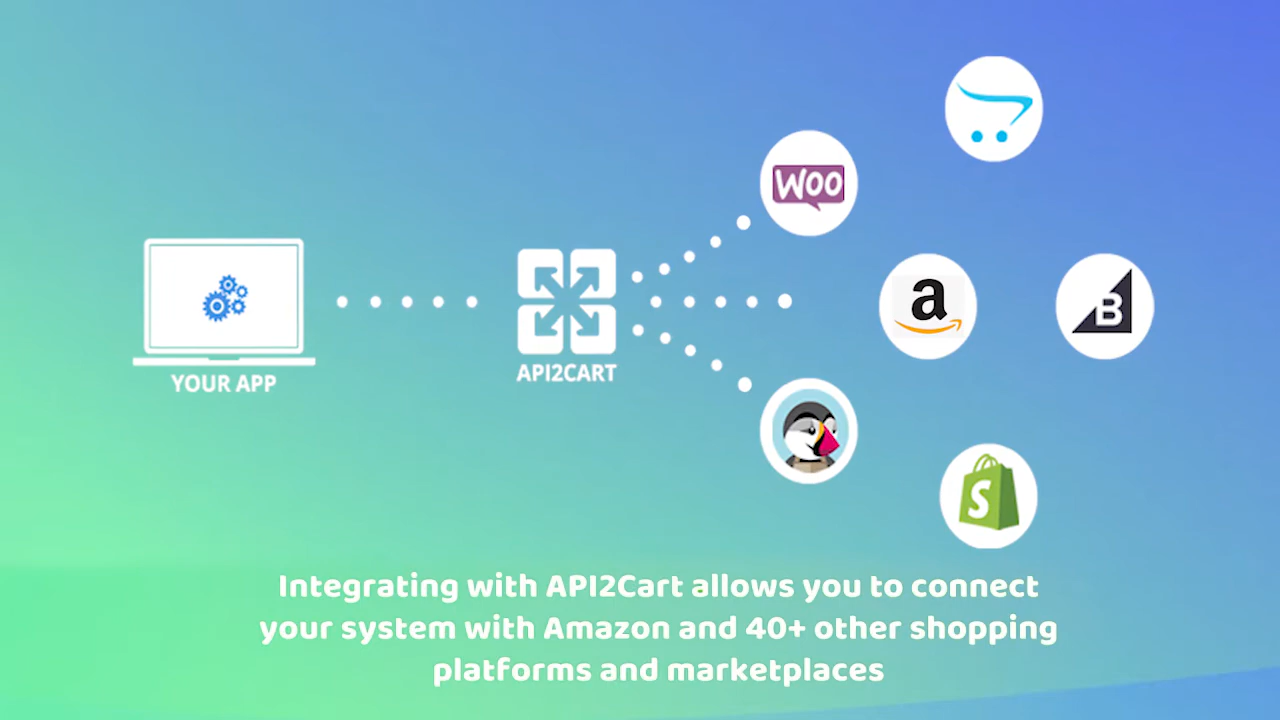 WOO
a
B
S
YOUR APP
API2CART
Integrating with API2Cart allows you to connect
your system with Amazon and 40+ other shopping
platforms and marketplaces